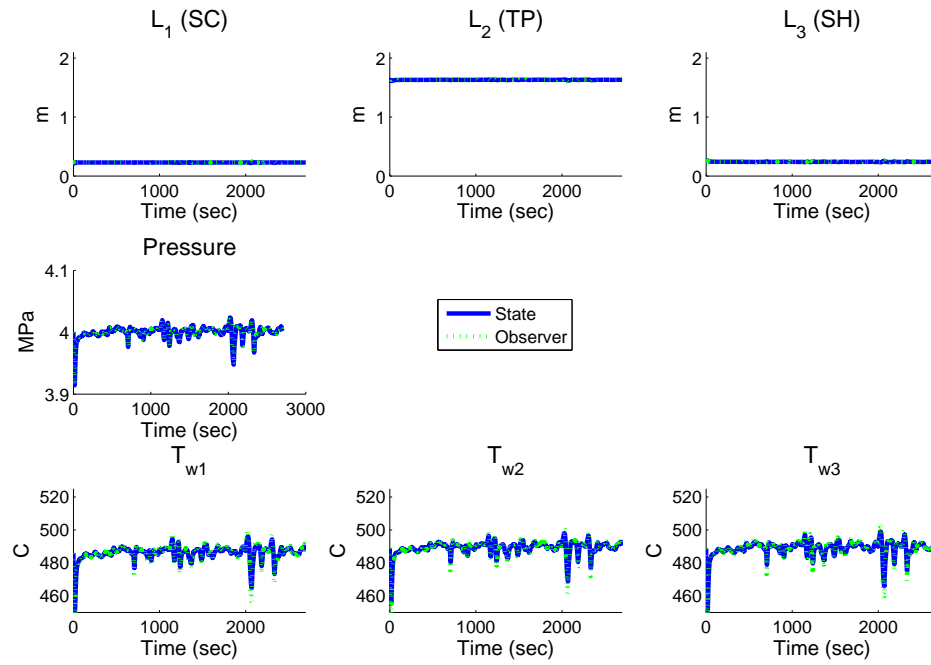 L1 (SC)
L2 (TP)
L3 (SH)
2
1
0
m
0 1000 2000
Time (sec)
2
1
0
m
0 1000 2000
Time (sec)
2
1
0
m
0 1000 2000
Time (sec)
Pressure
4.1
4
3.9
MPa
0 1000 2000 3000
Time (sec)
State
Observer
Tw1
Tw2
Tw3
520
500
480
460
C
0 1000 2000
Time (sec)
520
500
480
460
C
0 1000 2000
Time (sec)
520
500
480
460
C
0 1000 2000
Time (sec)